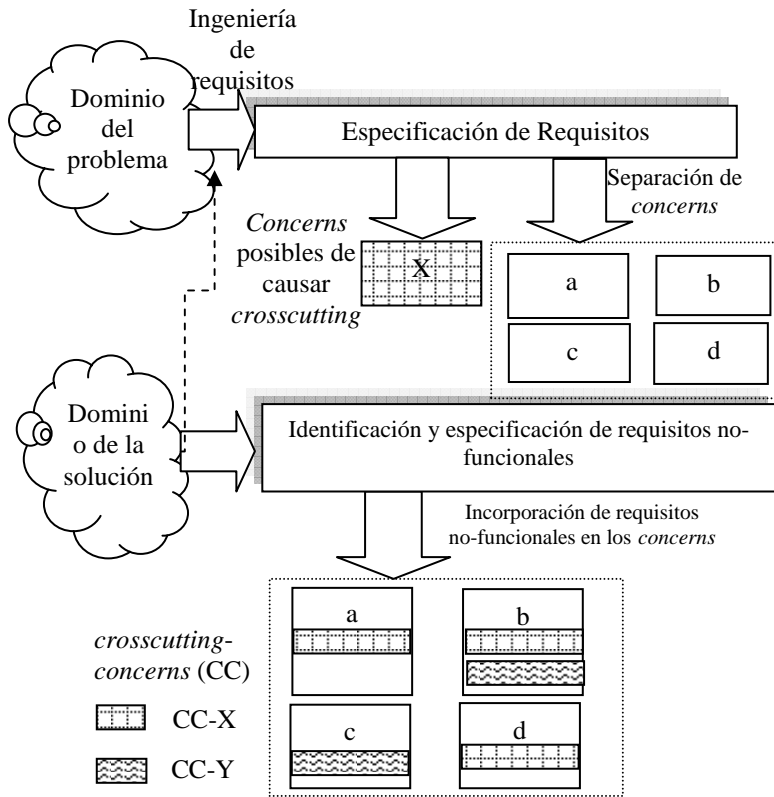 Ingeniería
de
requisitos
Dominio
del
problema
Especificación de Requisitos
Separación de
concerns
Concerns
posibles de
causar
crosscutting
X
a
b
c
d
Domini
o de la
solución
Identificación y especificación de requisitos no-
funcionales
Incorporación de requisitos
no-funcionales en los concerns
crosscutting-
concerns (CC)
CC-X
CC-Y
a
b
c
d